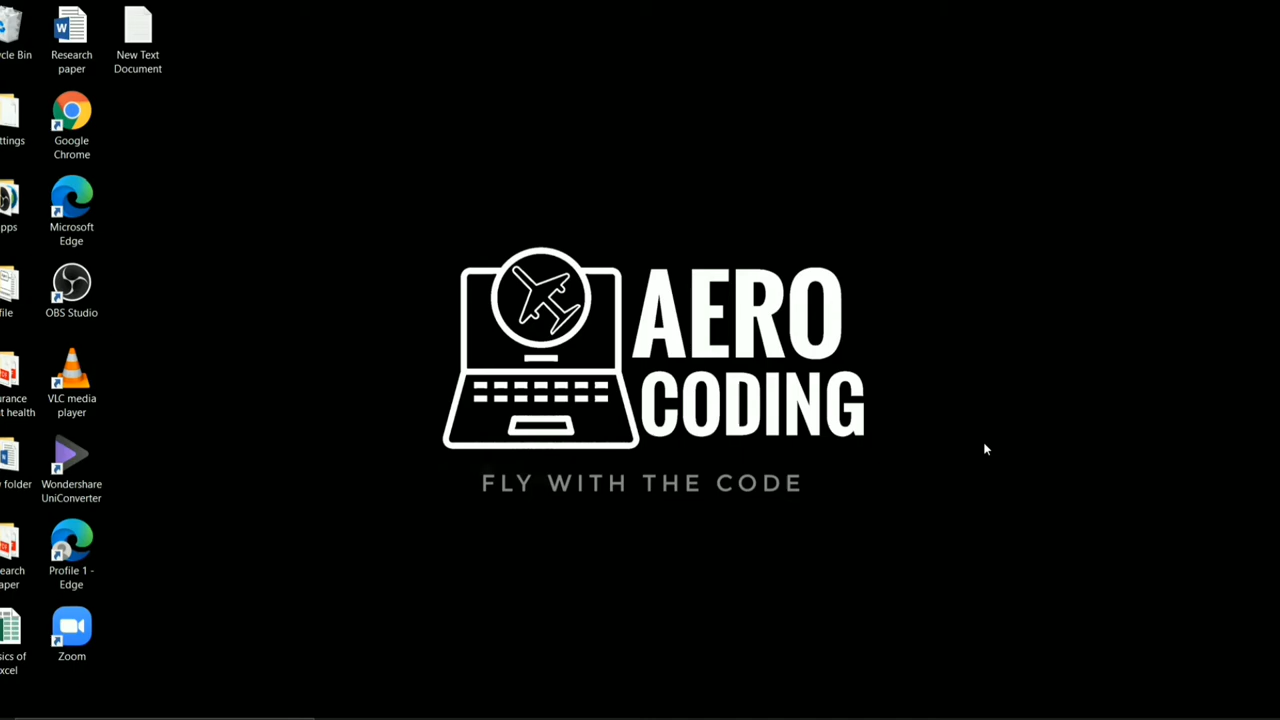 cle Bin
Research
paper
New Text
Document
ttings
Google
Chrome
pps
Microsoft
Edge
file
OBS Studio
urance
t health
VLC media
player
folder
Wondershare
UniConverter
earch
aper
Profile 1 -
Edge
sics of
xcel
Zoom
AERO
CODING
FLY WITH THE CODE